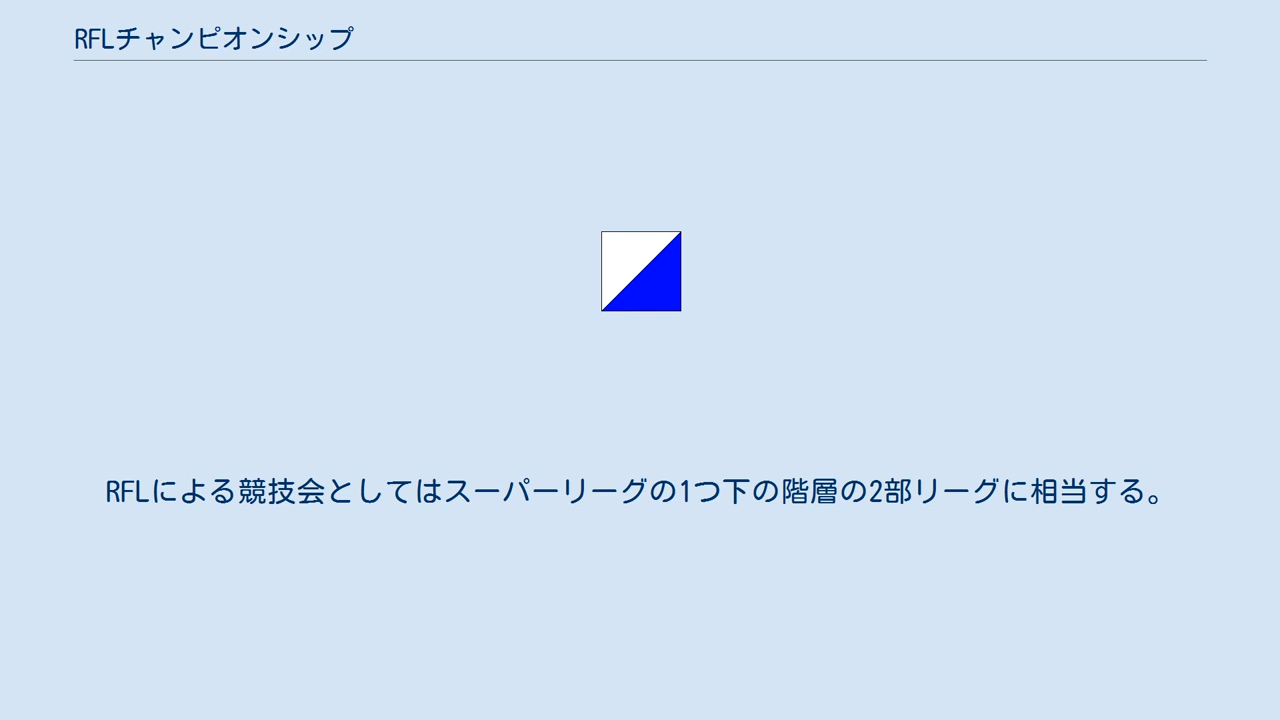 RFLチャンピオンシップ
RFLによる競技会としてはスーパーリーグの1つ下の階層の2部リーグに相当する。